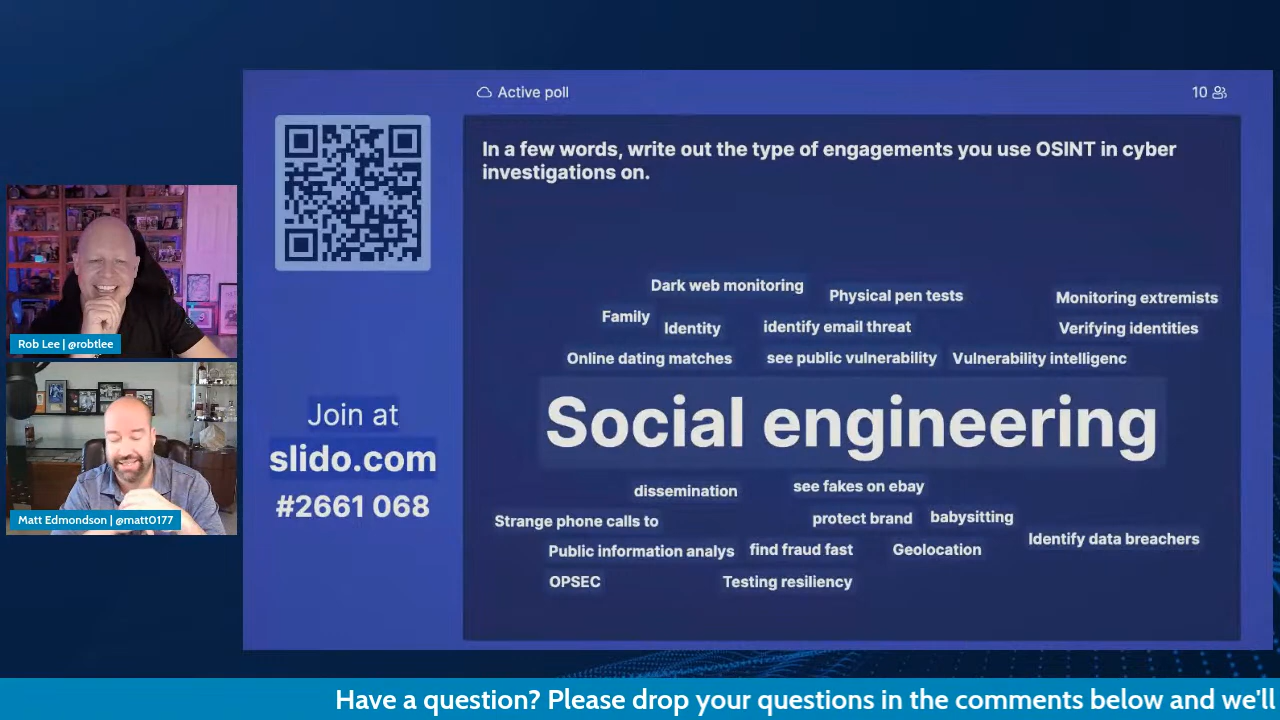 Active poll
10
In a few words, write out the type of engagements you use OSINT in cyber
investigations on.
Dark web monitoring
Physical pen tests
Monitoring extremists
Family
Identity
identify email threat
Verifying identities
Online dating matches
see public vulnerability
Vulnerability intelligenc
Social engineering
dissemination
see fakes on ebay
Strange phone calls to
protect brand
babysitting
Identify data breachers
Public information analys
find fraud fast
Geolocation
OPSEC
Testing resiliency
Join at
slido.com
#2661 068
Rob Lee | @robtlee
Matt Edmondson | @matt0177
Have a question? Please drop your questions in the comments below and we'll